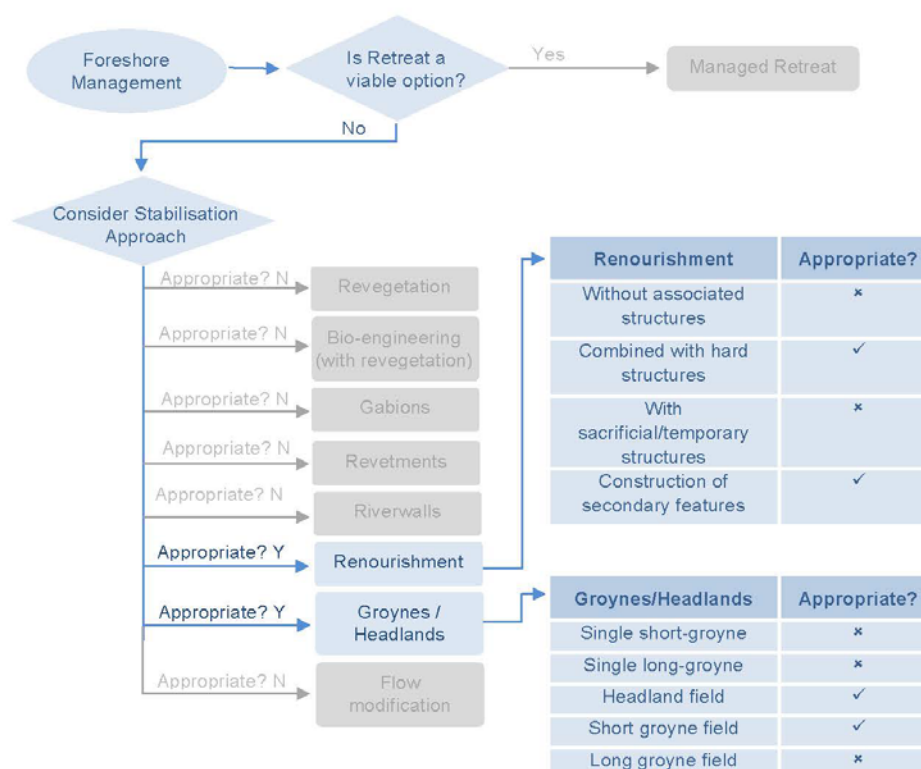 Foreshore
Management
Is Retreat a
viable option?
Yes
Managed Retreat
No
Consider Stabilisation
Approach
Appropriate? N
Revegetation
Appropriate? N
Bio-engineering
(with revegetation)
Appropriate? N
Gabions
Appropriate? N
Revetments
Appropriate? N
Riverwalls
Appropriate? Y
Renourishment
Appropriate? Y
Groynes /
Headlands
Appropriate? N
Flow
modification
Renourishment Appropriate?
Without associated
structures
×
Combined with hard
structures
✓
With
sacrificial/temporary
structures
×
Construction of
secondary features
✓
Groynes/Headlands Appropriate?
Single short-groyne ×
Single long-groyne ×
Headland field ✓
Short groyne field ✓
Long groyne field ×